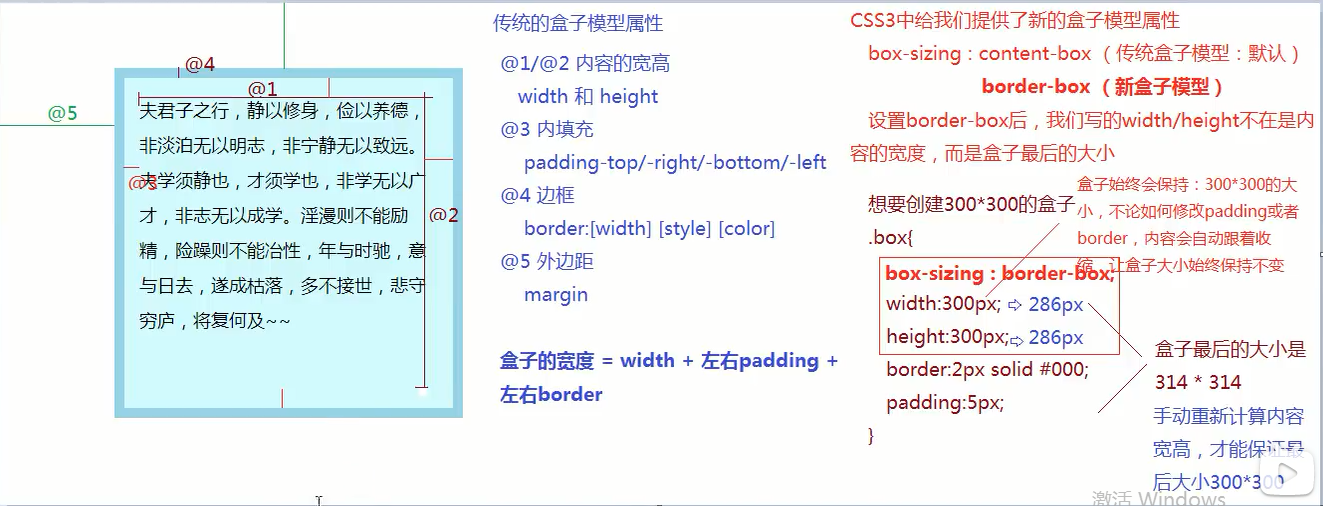 @4
@1
@5
夫君子之行，静以修身，俭以养德，
非淡泊无以明志，非宁静无以致远。
@3
夫学须静也，才须学也，非学无以广
才，非志无以成学。淫漫则不能励
@2
精，险躁则不能冶性，年与时驰，意
与日去，遂成枯落，多不接世，悲守
穷庐，将复何及~~
传统的盒子模型属性
@1/@2 内容的宽高
width 和 height
@3 内填充
padding-top/-right/-bottom/-left
@4 边框
border:[width] [style] [color]
@5 外边距
margin
盒子的宽度 = width + 左右padding +
左右border
CSS3中给我们提供了新的盒子模型属性
box-sizing : content-box （传统盒子模型：默认）
border-box （新盒子模型）
设置border-box后，我们写的width/height不在是内
容的宽度，而是盒子最后的大小
盒子始终会保持：300*300的大
小，不论如何修改padding或者
border，内容会自动跟着收
缩，让盒子大小始终保持不变
想要创建300*300的盒子
.box{
box-sizing : border-box;
width:300px; ⇨ 286px
height:300px; ⇨ 286px
border:2px solid #000;
padding:5px;
}
盒子最后的大小是
314 * 314
手动重新计算内容
宽高，才能保证最
后大小300*300
激活 Windows